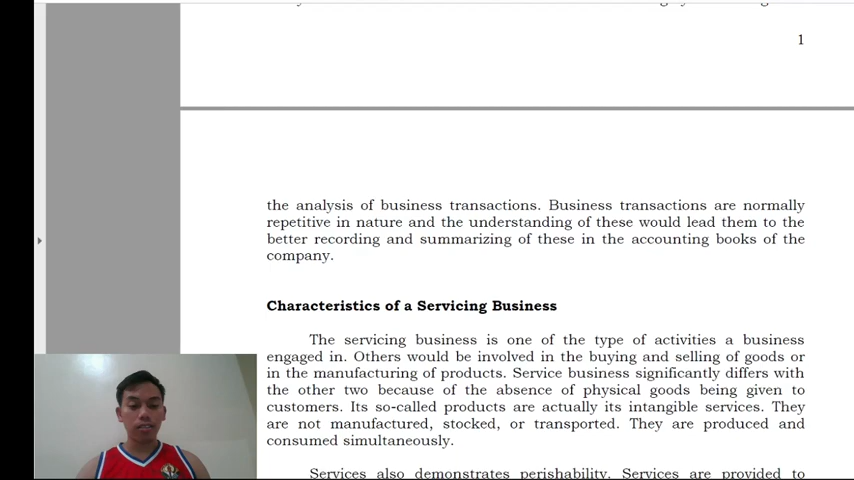 1
the analysis of business transactions. Business transactions are normally
repetitive in nature and the understanding of these would lead them to the
better recording and summarizing of these in the accounting books of the
company.
Characteristics of a Servicing Business
The servicing business is one of the type of activities a business
engaged in. Others would be involved in the buying and selling of goods or
in the manufacturing of products. Service business significantly differs with
the other two because of the absence of physical goods being given to
customers. Its so-called products are actually its intangible services. They
are not manufactured, stocked, or transported. They are produced and
consumed simultaneously.
Services also demonstrates perishability. Services are provided to